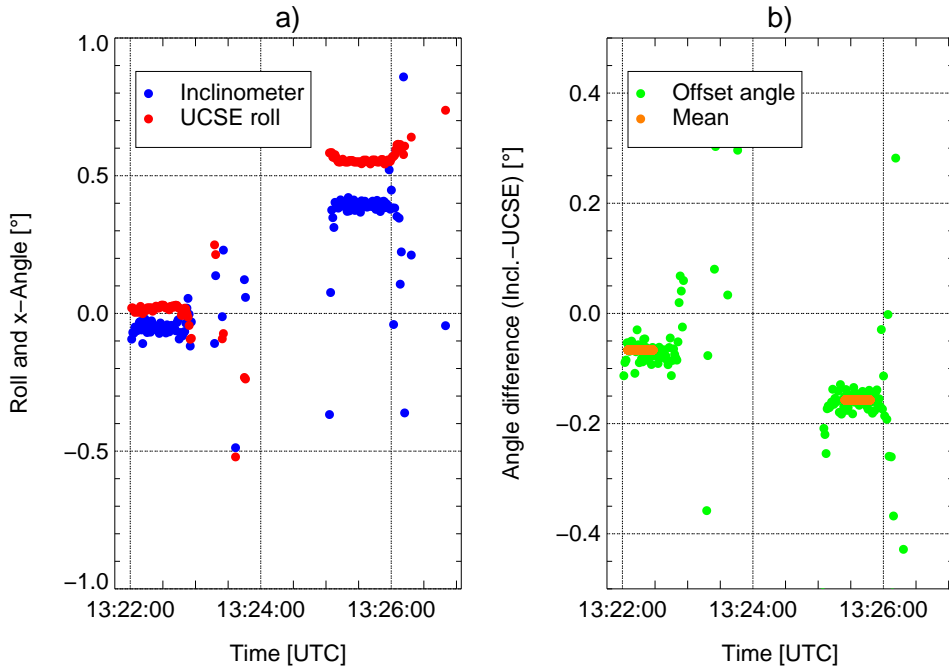 a)
Roll and x−Angle [°]
1.0
0.5
0.0
−0.5
−1.0
Inclinometer
UCSE roll
13:22:00 13:24:00 13:26:00
Time [UTC]
b)
Angle difference (Incl.−UCSE) [°]
0.4
0.2
0.0
−0.2
−0.4
Offset angle
Mean
13:22:00 13:24:00 13:26:00
Time [UTC]